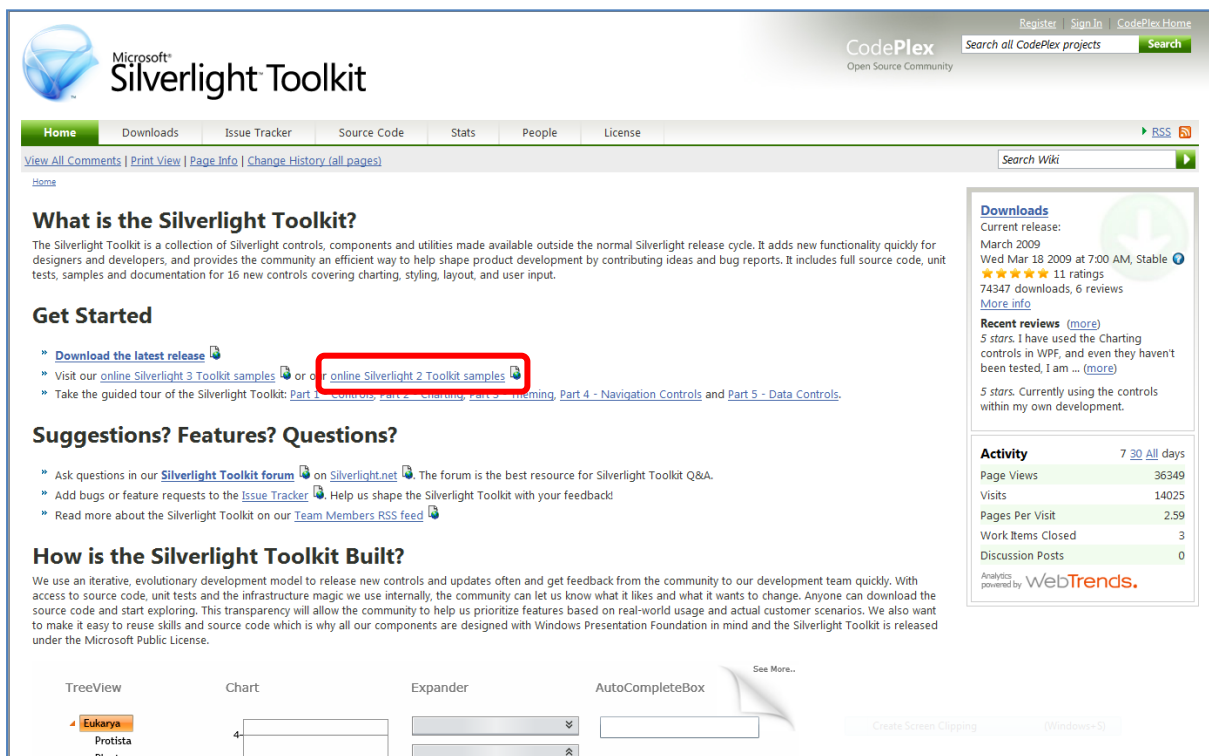 Register | Sign In | CodePlex Home
Microsoft®
Silverlight™ Toolkit
CodePlex
Open Source Community
Search all CodePlex projects Search
Home Downloads Issue Tracker Source Code Stats People License RSS
View All Comments | Print View | Page Info | Change History (all pages) Search Wiki
Home
What is the Silverlight Toolkit?
The Silverlight Toolkit is a collection of Silverlight controls, components and utilities made available outside the normal Silverlight release cycle. It adds new functionality quickly for
designers and developers, and provides the community an efficient way to help shape product development by contributing ideas and bug reports. It includes full source code, unit
tests, samples and documentation for 16 new controls covering charting, styling, layout, and user input.
Get Started
» Download the latest release
» Visit our online Silverlight 3 Toolkit samples or our online Silverlight 2 Toolkit samples
» Take the guided tour of the Silverlight Toolkit: Part 1 - Controls, Part 2 - Charting, Part 3 - Theming, Part 4 - Navigation Controls and Part 5 - Data Controls.
Suggestions? Features? Questions?
» Ask questions in our Silverlight Toolkit forum on Silverlight.net. The forum is the best resource for Silverlight Toolkit Q&A.
» Add bugs or feature requests to the Issue Tracker. Help us shape the Silverlight Toolkit with your feedback!
» Read more about the Silverlight Toolkit on our Team Members RSS feed
How is the Silverlight Toolkit Built?
We use an iterative, evolutionary development model to release new controls and updates often and get feedback from the community to our development team quickly. With
access to source code, unit tests and the infrastructure magic we use internally, the community can let us know what it likes and what it wants to change. Anyone can download the
source code and start exploring. This transparency will allow the community to help us prioritize features based on real-world usage and actual customer scenarios. We also want
to make it easy to reuse skills and source code which is why all our components are designed with Windows Presentation Foundation in mind and the Silverlight Toolkit is released
under the Microsoft Public License.
See More..
TreeView Chart Expander AutoCompleteBox
Eukarya
Protista
4
Create Screen Clipping (Windows+S)
Downloads
Current release:
March 2009
Wed Mar 18 2009 at 7:00 AM, Stable
11 ratings
74347 downloads, 6 reviews
More info
Recent reviews (more)
5 stars. I have used the Charting
controls in WPF, and even they haven't
been tested, I am ... (more)
5 stars. Currently using the controls
within my own development.
Activity 7 30 All days
Page Views 36349
Visits 14025
Pages Per Visit 2.59
Work Items Closed 3
Discussion Posts 0
Analytics
powered by WebTrends.